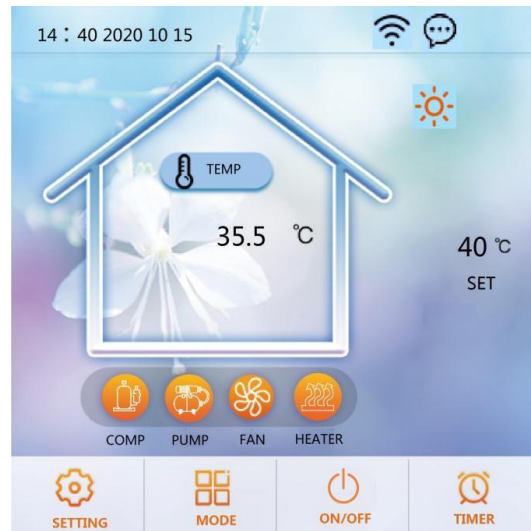 14：40 2020 10 15
TEMP
35.5 ℃
40 ℃
SET
COMP PUMP FAN HEATER
SETTING MODE ON/OFF TIMER